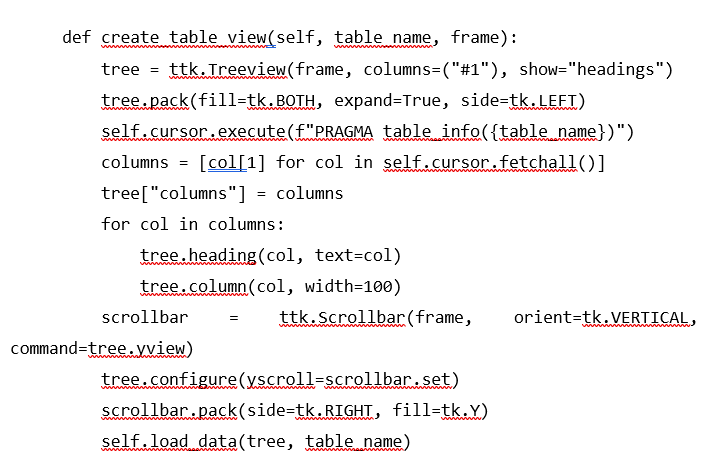 def create_table_view(self, table_name, frame):
tree = ttk.Treeview(frame, columns=("#1"), show="headings")
tree.pack(fill=tk.BOTH, expand=True, side=tk.LEFT)
self.cursor.execute(f"PRAGMA table_info({table_name})")
columns = [col[1] for col in self.cursor.fetchall()]
tree["columns"] = columns
for col in columns:
tree.heading(col, text=col)
tree.column(col, width=100)
scrollbar = ttk.Scrollbar(frame, orient=tk.VERTICAL,
command=tree.yview)
tree.configure(yscroll=scrollbar.set)
scrollbar.pack(side=tk.RIGHT, fill=tk.Y)
self.load_data(tree, table_name)